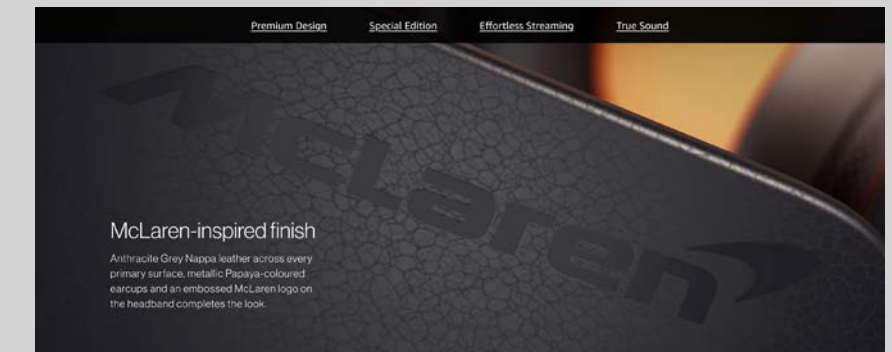 Premium Design Special Edition Effortless Streaming True Sound
McLaren
McLaren-inspired finish
Anthracite Grey Nappa leather across every
primary surface, metallic Papaya-coloured
earcups and an embossed McLaren logo on
the headband completes the look.